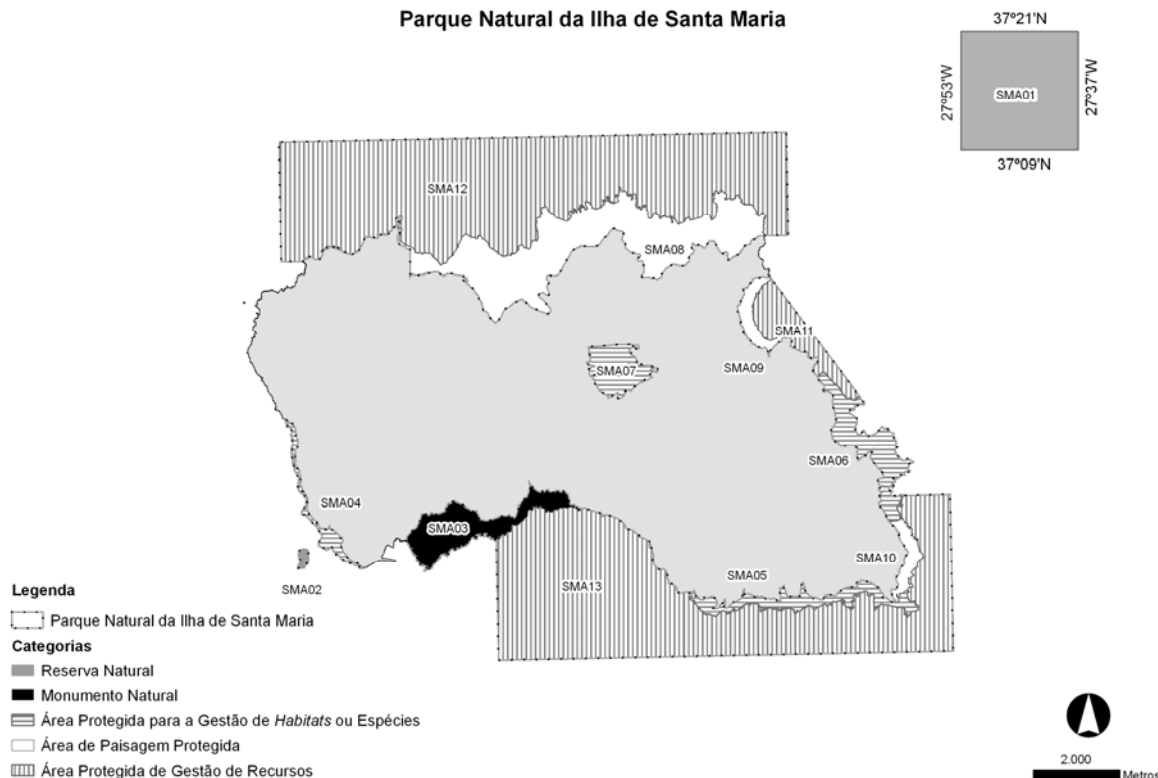 Parque Natural da Ilha de Santa Maria
37º21'N
27º53'W
SMA01
27º37'W
37º09'N
SMA12
SMA08
SMA11
SMA07
SMA09
SMA06
SMA04
SMA03
SMA10
SMA05
SMA13
SMA02
Legenda
Parque Natural da Ilha de Santa Maria
Categorias
Reserva Natural
Monumento Natural
Área Protegida para a Gestão de Habitats ou Espécies
Área de Paisagem Protegida
Área Protegida de Gestão de Recursos
2.000
Metros